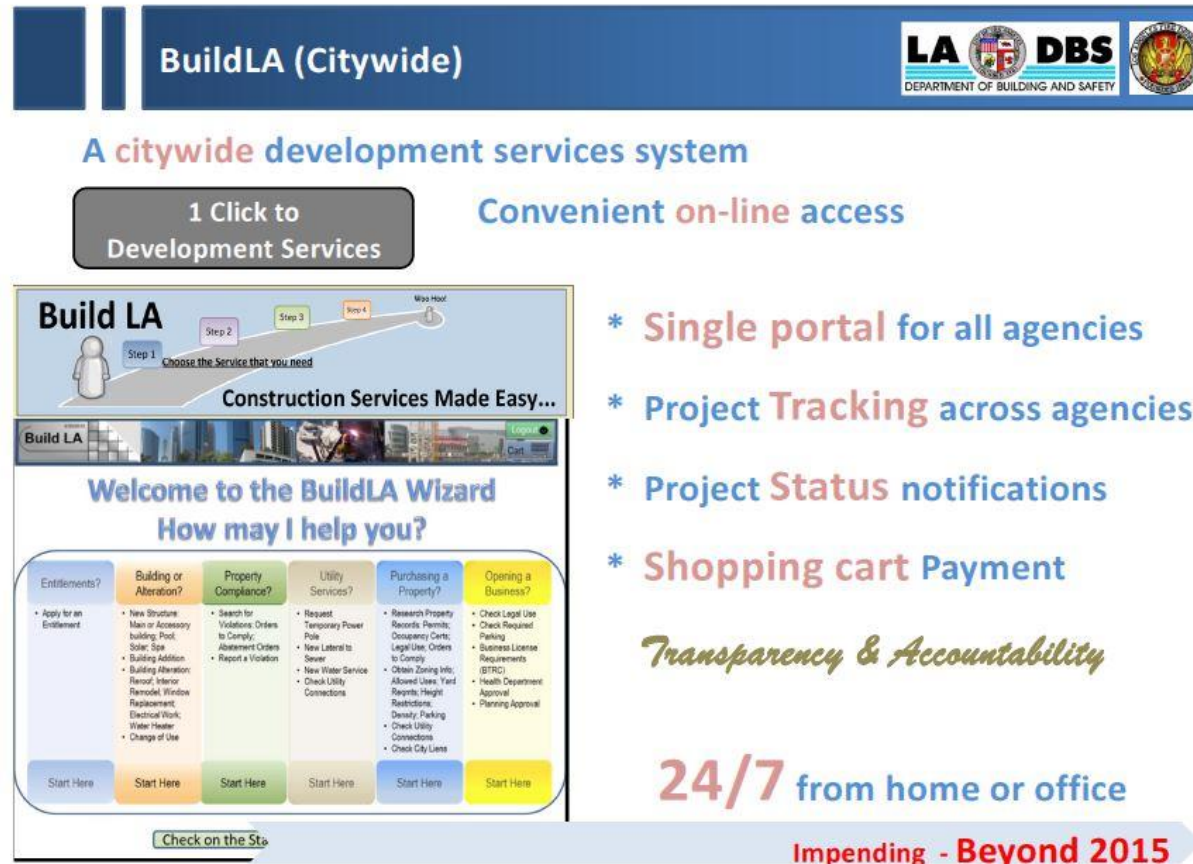 BuildLA (Citywide)
LA DBS
DEPARTMENT OF BUILDING AND SAFETY
A citywide development services system
1 Click to
Development Services
Convenient on-line access
Build LA
Step 1
Step 2
Step 3
Step 4
Woo Hoo!
Choose the Service that you need
Construction Services Made Easy...
* Single portal for all agencies
* Project Tracking across agencies
* Project Status notifications
* Shopping cart Payment
Transparency & Accountability
24/7 from home or office
Build LA
Logout
Cart
Welcome to the BuildLA Wizard
How may I help you?
Entitlements?
• Apply for an
Entitlement
Start Here
Building or
Alteration?
• New Structure:
Main or Accessory
building; Pool;
Solar; Spa
• Building Addition
• Building Alteration:
Reroof; Interior
Remodel; Window
Replacement;
Electrical Work;
Water Heater
• Change of Use
Start Here
Property
Compliance?
• Search for
Violations: Orders
to Comply;
Abatement Orders
• Report a Violation
Start Here
Utility
Services?
• Request
Temporary Power
Pole
• New Lateral to
Sewer
• New Water Service
• Check Utility
Connections
Start Here
Purchasing a
Property?
• Research Property
Records: Permits;
Occupancy Certs;
Legal Use; Orders
to Comply
• Obtain Zoning Info;
Allowed Uses; Yard
Reqmts; Height
Restrictions;
Density; Parking
• Check Utility
Connections
• Check City Liens
Start Here
Opening a
Business?
• Check Legal Use
• Check Required
Parking
• Business License
Requirements
(BTRC)
• Health Department
Approval
• Planning Approval
Start Here
Check on the Sta
Impending - Beyond 2015